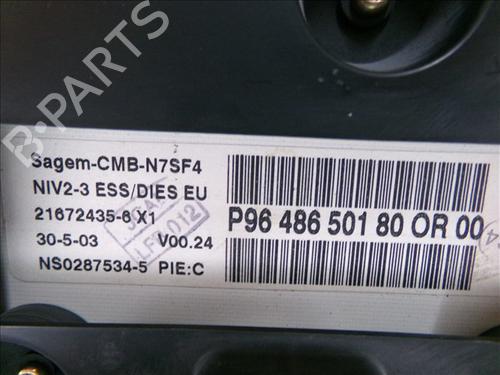 B-PARTS
Sagem-CMB-N7SF4
NIV2-3 ESS/DIES EU
21672435-6 X1
30-5-03 V00.24
NS0287534-5 PIE:C
P96 486 501 80 OR 00